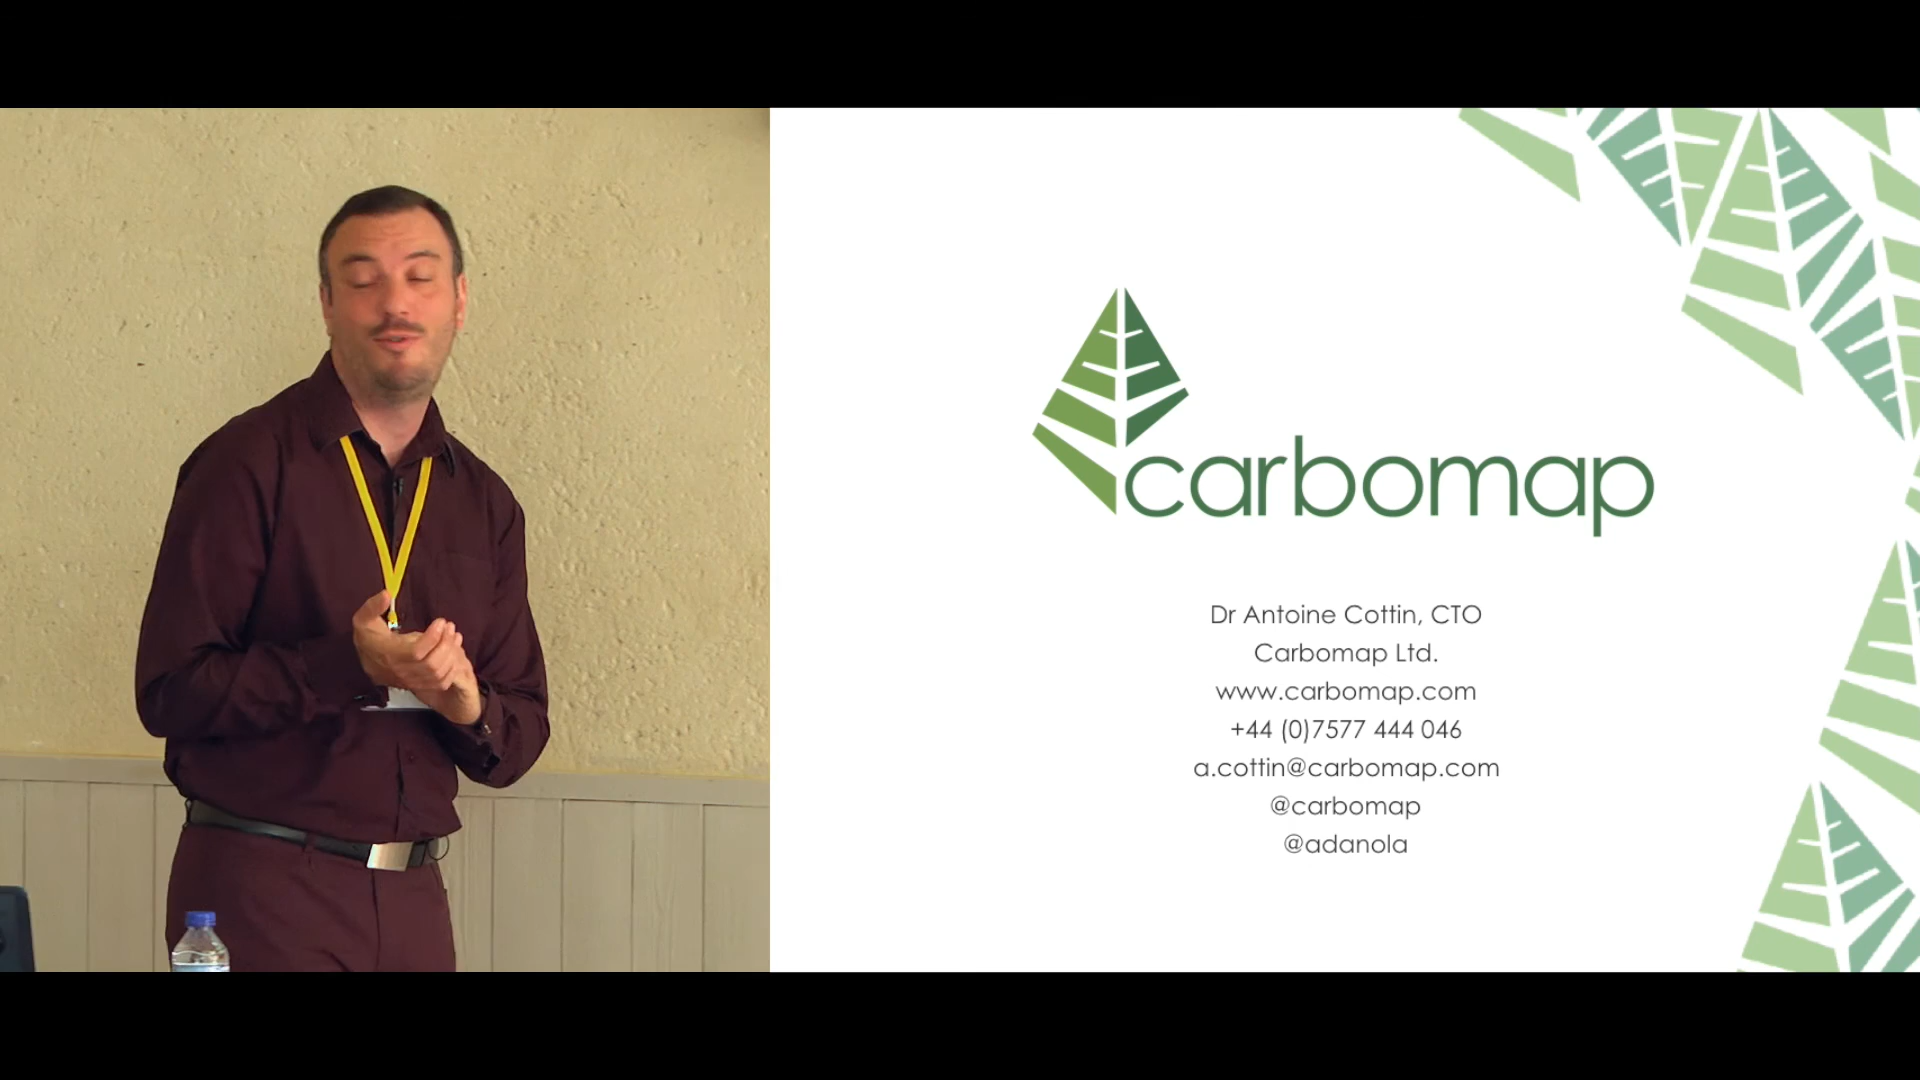 carbomap
Dr Antoine Cottin, CTO
Carbomap Ltd.
www.carbomap.com
+44 (0)7577 444 046
a.cottin@carbomap.com
@carbomap
@adanola